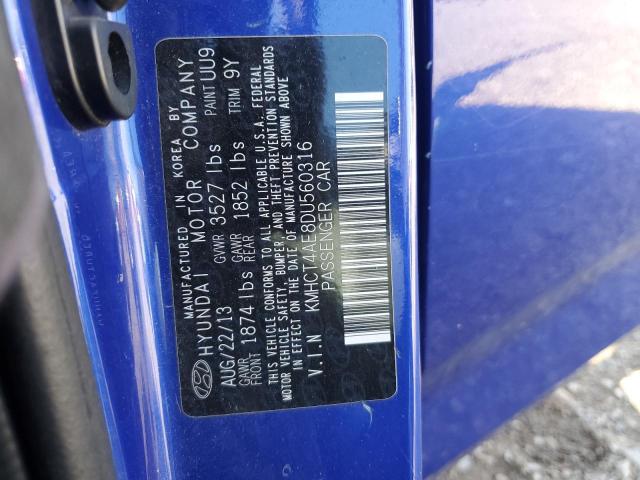 MANUFACTURED IN KOREA BY
HYUNDAI MOTOR COMPANY
AUG/22/13 GVWR 3527 lbs PAINT UU9
GAWR FRONT 1874 lbs GAWR REAR 1852 lbs TRIM 9Y
THIS VEHICLE CONFORMS TO ALL APPLICABLE U.S.A. FEDERAL
MOTOR VEHICLE SAFETY, BUMPER, AND THEFT PREVENTION STANDARDS
IN EFFECT ON THE DATE OF MANUFACTURE SHOWN ABOVE
V.I.N KMHCT4AE8DU560316
PASSENGER CAR